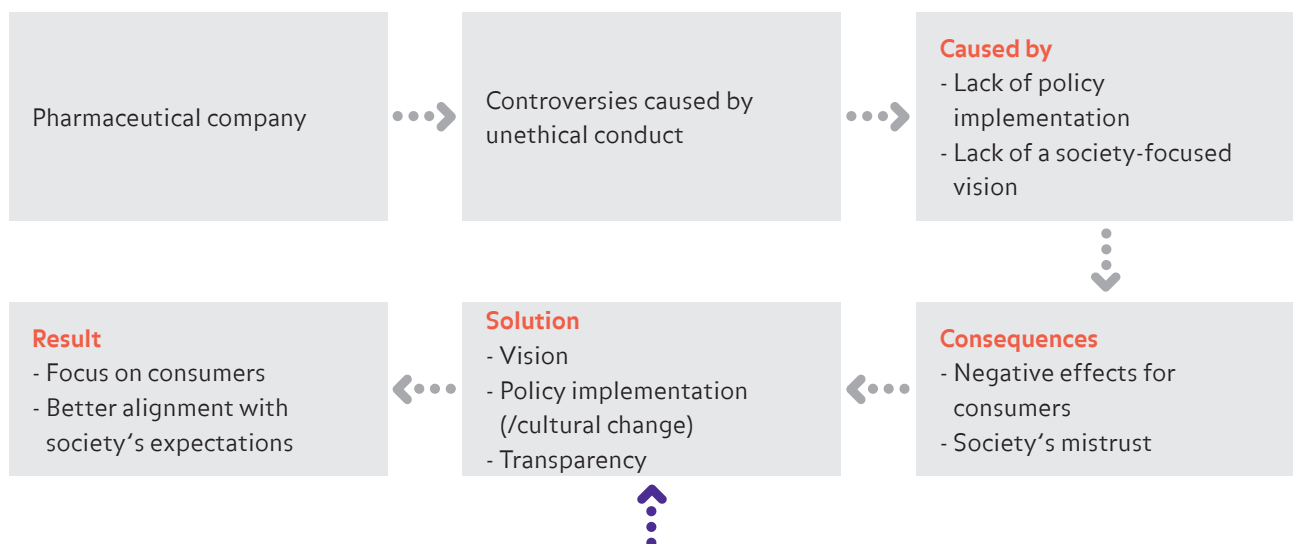 Pharmaceutical company
Controversies caused by
unethical conduct
Caused by
- Lack of policy
implementation
- Lack of a society-focused
vision
Result
- Focus on consumers
- Better alignment with
society‘s expectations
Solution
- Vision
- Policy implementation
(/cultural change)
- Transparency
Consequences
- Negative effects for
consumers
- Society‘s mistrust